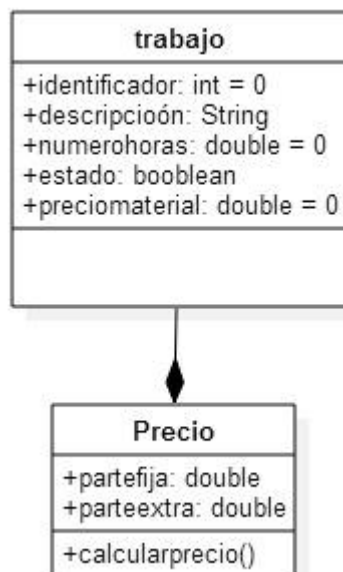 trabajo
+identificador: int = 0
+descripcioón: String
+numerohoras: double = 0
+estado: booblean
+preciomaterial: double = 0
Precio
+partefija: double
+parteextra: double
+calcularprecio()